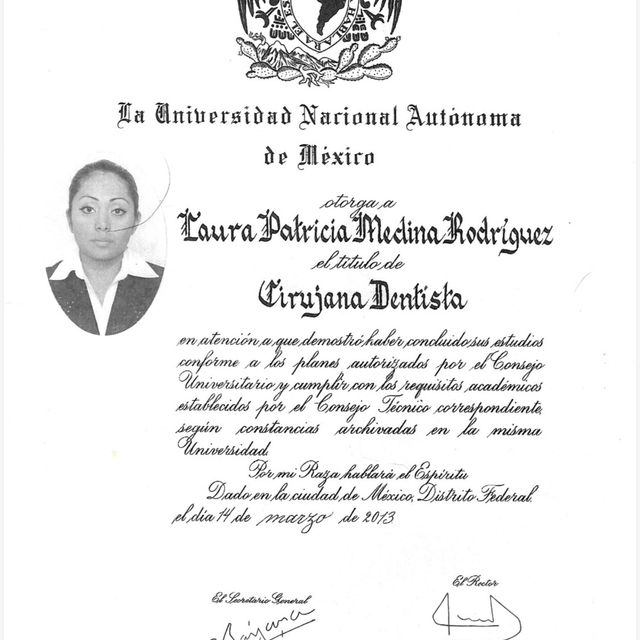 HABLARÁ EL ES
La Universidad Nacional Autónoma
de México
otorga a
Laura Patricia Medina Rodríguez
el título de
Cirujana Dentista
en atención a que demostró haber concluido sus estudios
conforme a los planes autorizados por el Consejo
Universitario y cumplir con los requisitos académicos
establecidos por el Consejo Técnico correspondiente,
según constancias archivadas en la misma
Universidad.
Por mi Raza hablará el Espíritu
Dado en la ciudad de México, Distrito Federal,
el día 14 de marzo de 2013
El Rector
El Secretario General